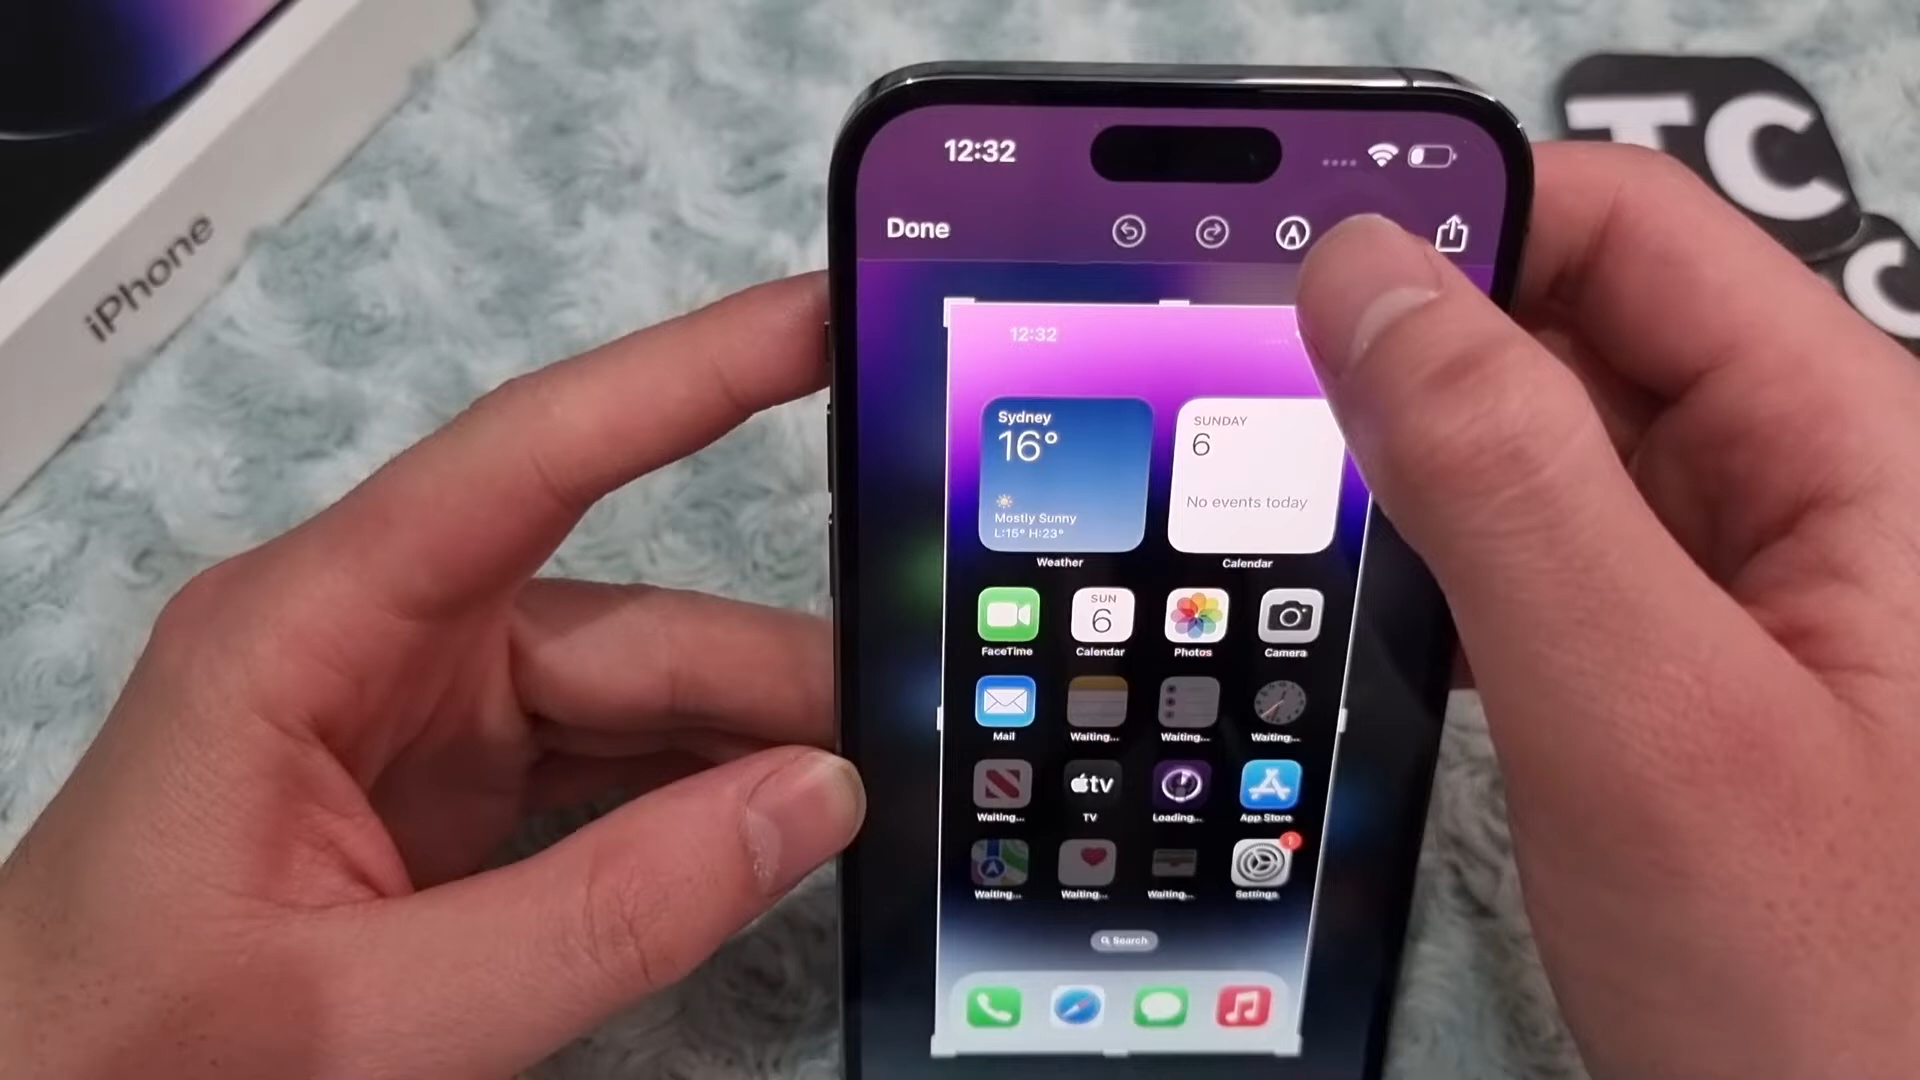 iPhone
TC
C
12:32
Done
12:32
Sydney
16°
Mostly Sunny
L:15° H:23°
Weather
SUNDAY
6
No events today
Calendar
FaceTime
SUN
6
Calendar
Photos
Camera
Mail
Waiting...
Waiting...
Waiting...
Waiting...
tv
TV
Loading...
App Store
Waiting...
Waiting...
Waiting...
1
Settings
Search